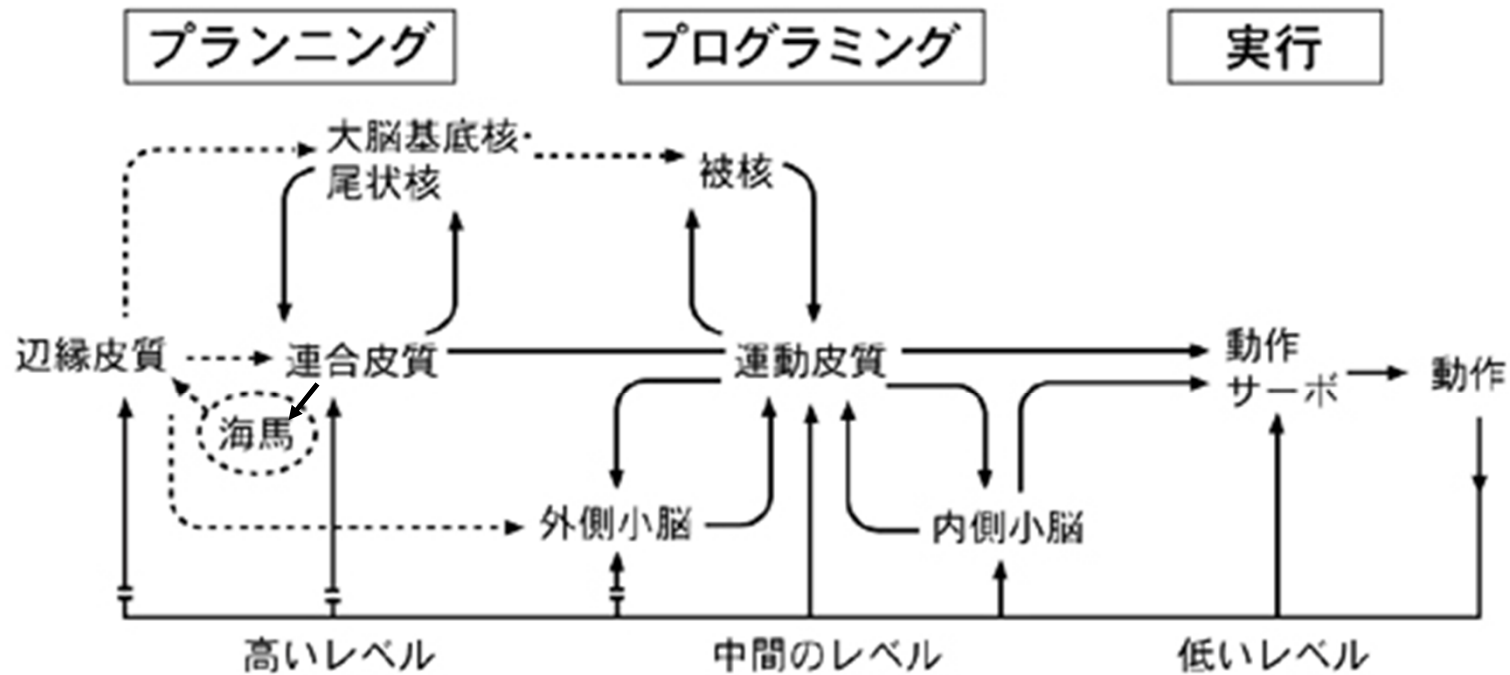 プランニング
プログラミング
実行
大脳基底核・
尾状核
被核
辺縁皮質
連合皮質
運動皮質
動作
サーボ
動作
海馬
外側小脳
内側小脳
高いレベル
中間のレベル
低いレベル